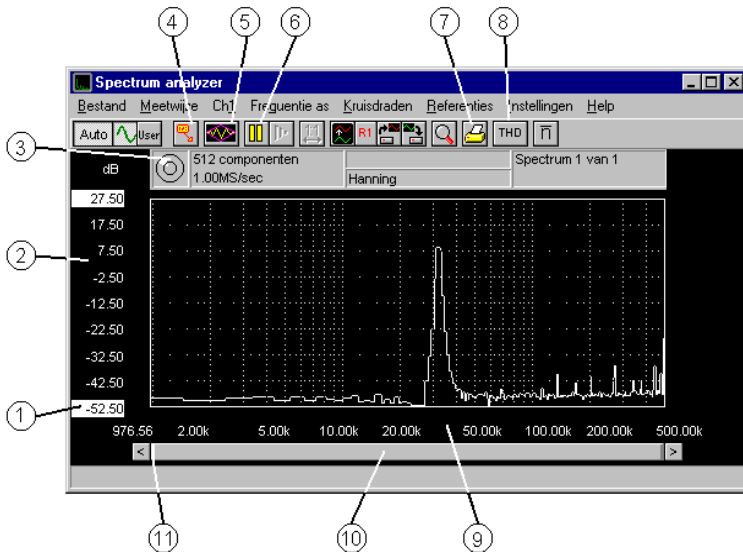 4 5 6 7 8
Spectrum analyzer
Bestand Meetwijze Ch1 Frequentie as Kruisdraden Referenties Instellingen Help
Auto User R1 THD
3
dB
512 componenten
1.00MS/sec
Hanning
Spectrum 1 van 1
27.50
17.50
2
7.50
-2.50
-12.50
-22.50
-32.50
-42.50
1
-52.50
976.56 2.00k 5.00k 10.00k 20.00k 50.00k 100.00k 200.00k 500.00k
< >
11 10 9